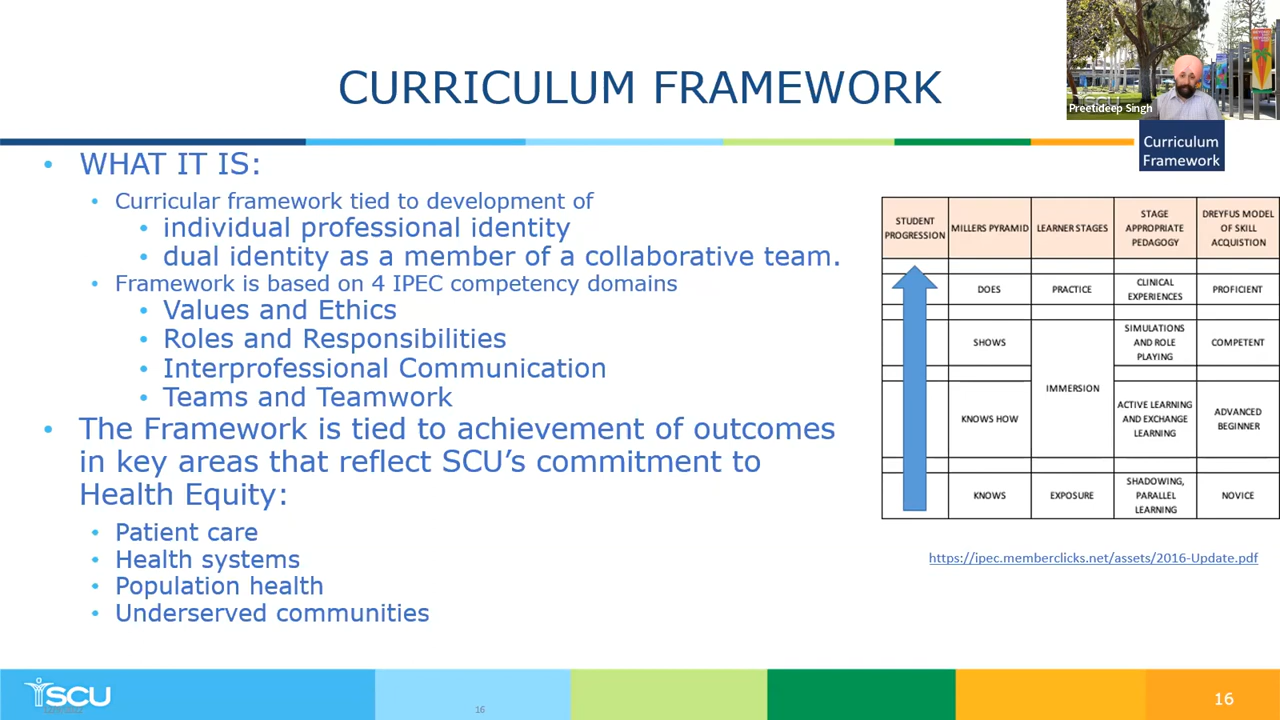 CURRICULUM FRAMEWORK
Preetideep Singh
Curriculum
Framework
• WHAT IT IS:
• Curricular framework tied to development of
• individual professional identity
• dual identity as a member of a collaborative team.
• Framework is based on 4 IPEC competency domains
• Values and Ethics
• Roles and Responsibilities
• Interprofessional Communication
• Teams and Teamwork
• The Framework is tied to achievement of outcomes
in key areas that reflect SCU's commitment to
Health Equity:
• Patient care
• Health systems
• Population health
• Underserved communities
STUDENT
PROGRESSION
MILLERS PYRAMID
LEARNER STAGES
STAGE
APPROPRIATE
PEDAGOGY
DREYFUS MODEL
OF SKILL
ACQUISTION
DOES
PRACTICE
CLINICAL
EXPERIENCES
PROFICIENT
SHOWS
IMMERSION
SIMULATIONS
AND ROLE
PLAYING
COMPETENT
KNOWS HOW
ACTIVE LEARNING
AND EXCHANGE
LEARNING
ADVANCED
BEGINNER
KNOWS
EXPOSURE
SHADOWING,
PARALLEL
LEARNING
NOVICE
https://ipec.memberclicks.net/assets/2016-Update.pdf
SCU
16
16